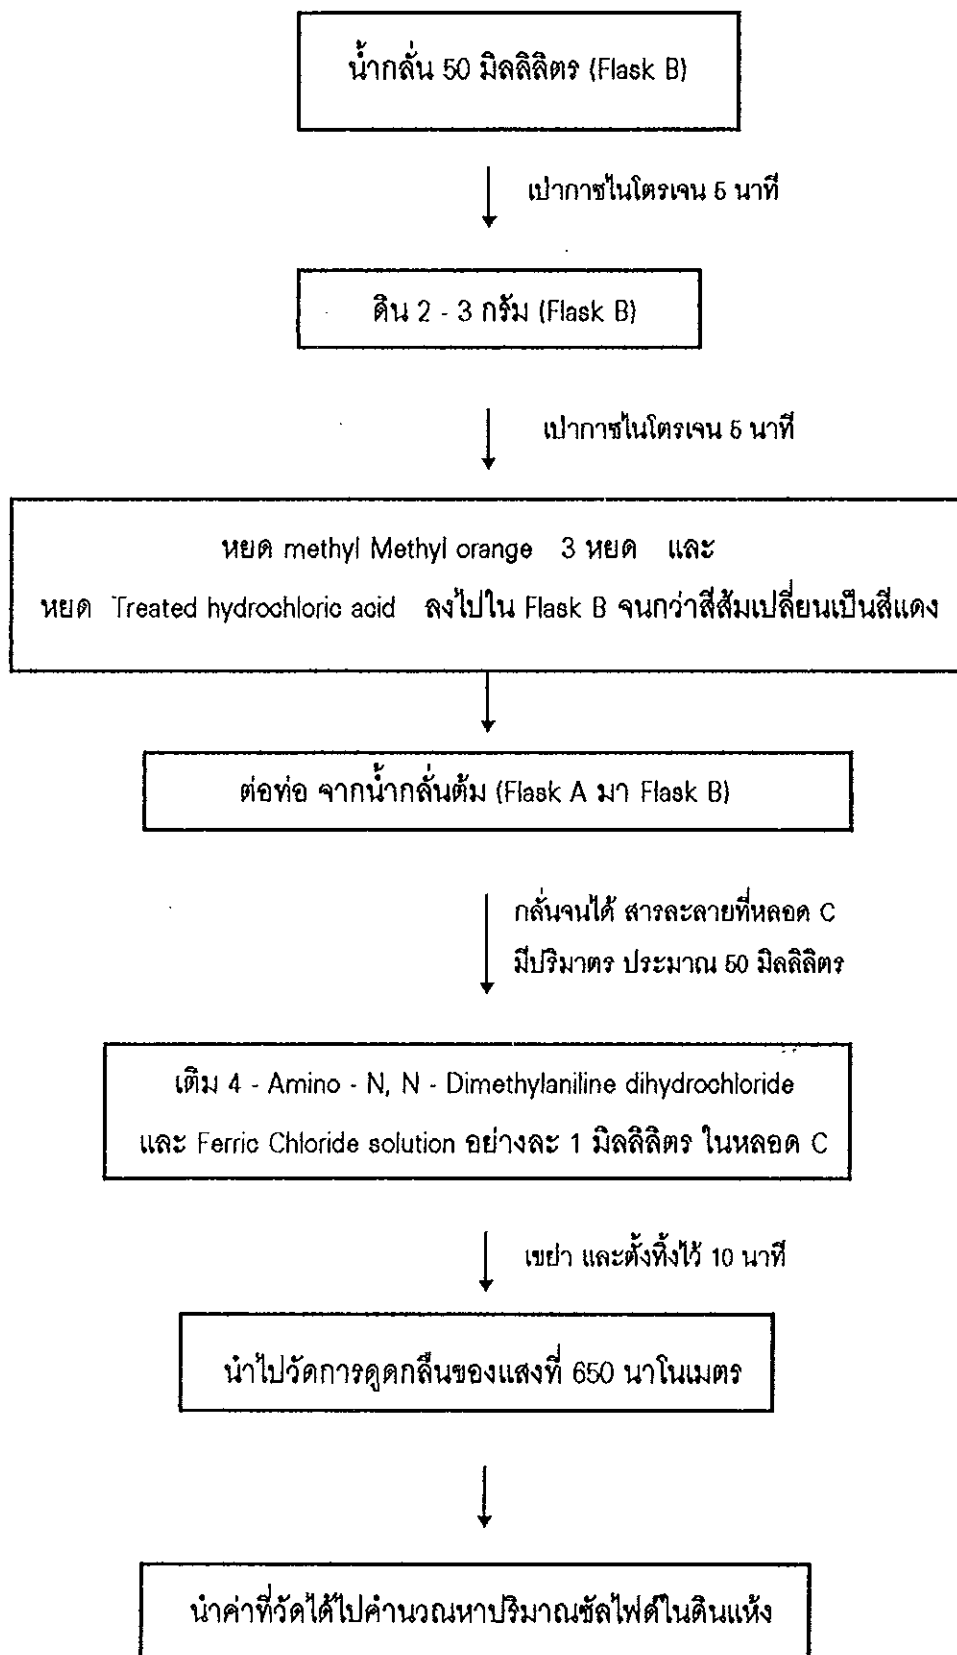 น้ำกลั่น 50 มิลลิลิตร (Flask B)
เป่ากาซไนโตรเจน 5 นาที
ดิน 2 - 3 กรัม (Flask B)
เป่ากาซไนโตรเจน 5 นาที
หยด methyl Methyl orange 3 หยด และ
หยด Treated hydrochloric acid ลงไปใน Flask B จนกว่าสีส้มเปลี่ยนเป็นสีแดง
ต่อท่อ จากน้ำกลั่นต้ม (Flask A มา Flask B)
กลั่นจนได้ สารละลายที่หลอด C
มีปริมาตร ประมาณ 50 มิลลิลิตร
เติม 4 - Amino - N, N - Dimethylaniline dihydrochloride
และ Ferric Chloride solution อย่างละ 1 มิลลิลิตร ในหลอด C
เขย่า และตั้งทิ้งไว้ 10 นาที
นำไปวัดการดูดกลืนของแสงที่ 650 นาโนเมตร
นำค่าที่วัดได้ไปคำนวณหาปริมาณซัลไฟด์ในดินแห้ง